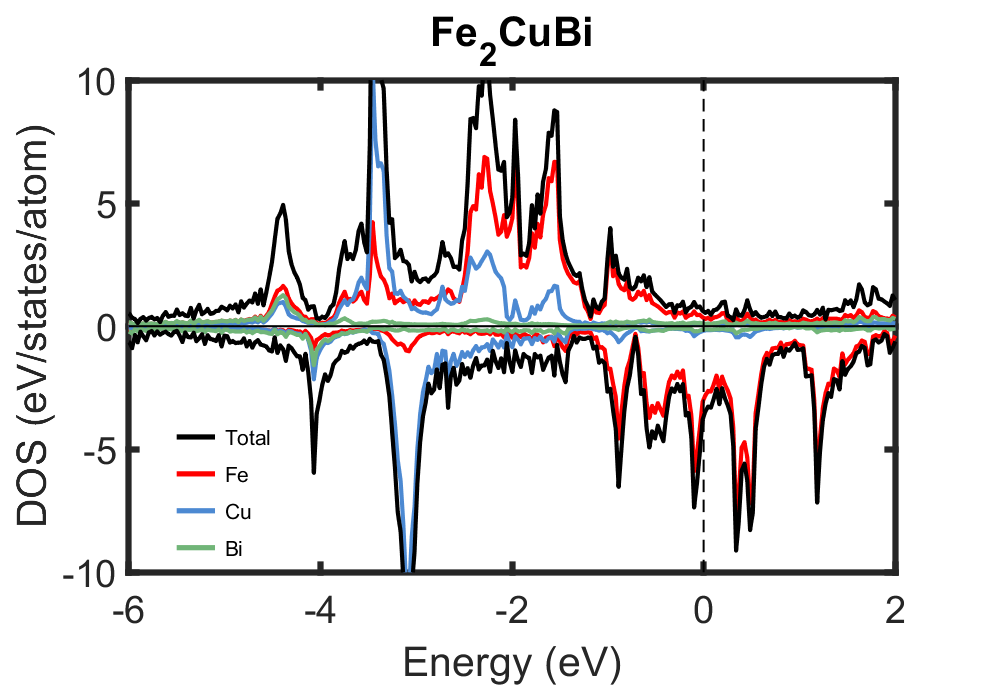 Fe2CuBi
DOS (eV/states/atom)
10
5
0
-5
-10
Total
Fe
Cu
Bi
-6 -4 -2 0 2
Energy (eV)